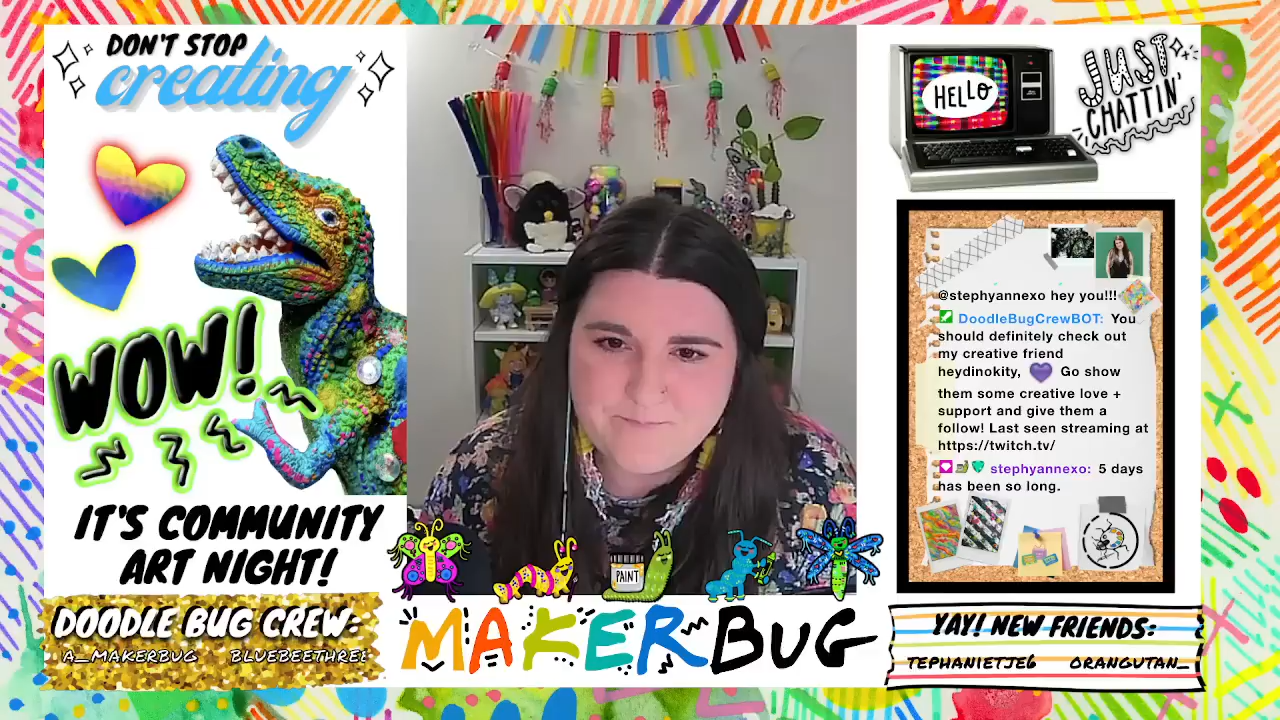 DON'T STOP
creating
WOW!
IT'S COMMUNITY
ART NIGHT!
DOODLE BUG CREW:
A_MAKERBUG BLUEBEETHREE
PAINT
MAKERBUG
HELLO
JUST
CHATTIN'
@stephyannexo hey you!!!
DoodleBugCrewBOT: You
should definitely check out
my creative friend
heydinokity, Go show
them some creative love +
support and give them a
follow! Last seen streaming at
https://twitch.tv/
stephyannexo: 5 days
has been so long.
YAY! NEW FRIENDS:
TEPHANIETJE6 ORANGUTAN_